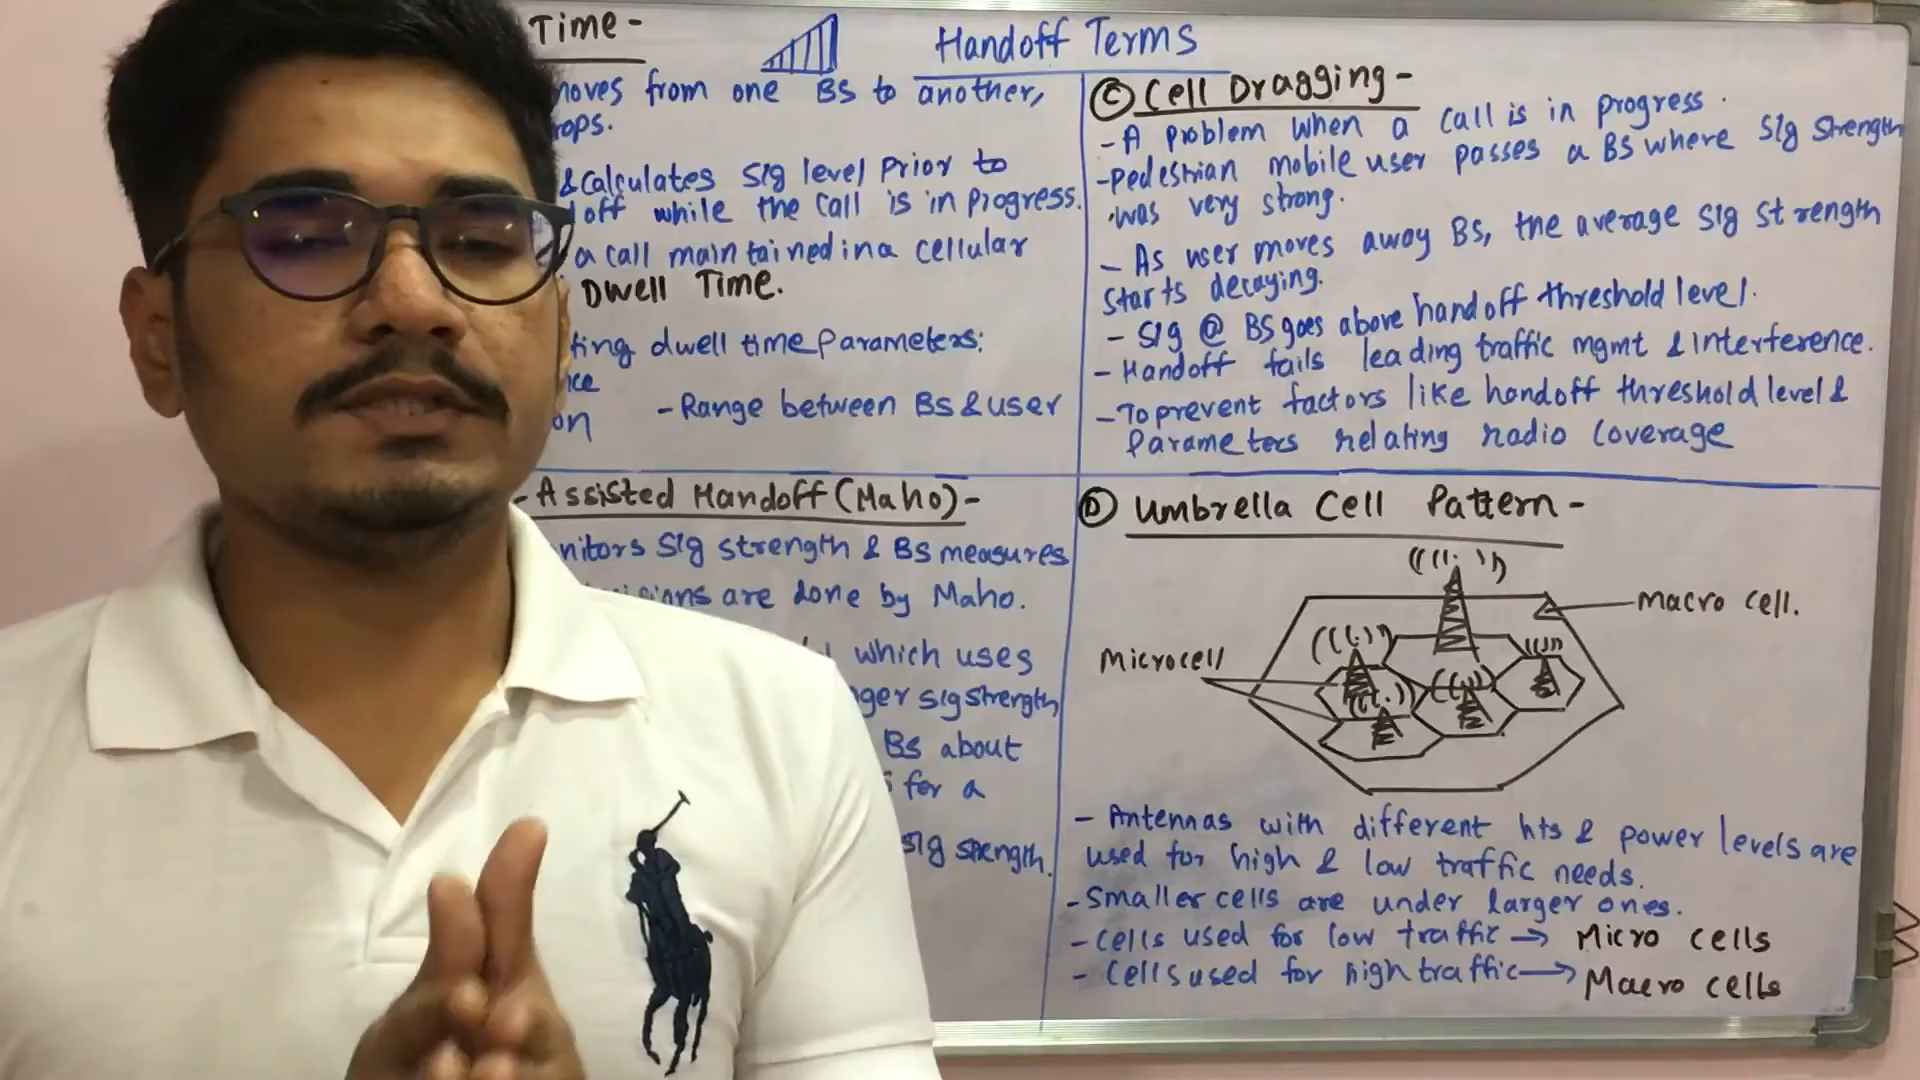 Handoff Terms
Time -
moves from one BS to another,
& calculates sig level prior to
off while the call is in progress.
a call maintained in a cellular
Dwell Time.
dwell time parameters:
- Range between BS & user
© Cell Dragging -
- A problem when a call is in progress.
- Pedestrian mobile user passes a BS where sig strength
was very strong.
- As user moves away BS, the average sig strength
starts decaying.
- sig @ BS goes above handoff threshold level.
- Handoff fails leading traffic mgmt & interference.
- To prevent factors like handoff threshold level &
parameters relating radio coverage
- Assisted Handoff (Maho) -
sig strength & BS measures
are done by Maho.
which uses
sig strength
BS about
for a
sig strength.
Ⓓ Umbrella Cell Pattern -
Macro cell.
Microcell
- Antennas with different hts & power levels are
used for high & low traffic needs.
- Smaller cells are under larger ones.
- Cells used for low traffic → Micro cells
- Cells used for high traffic → Macro cells